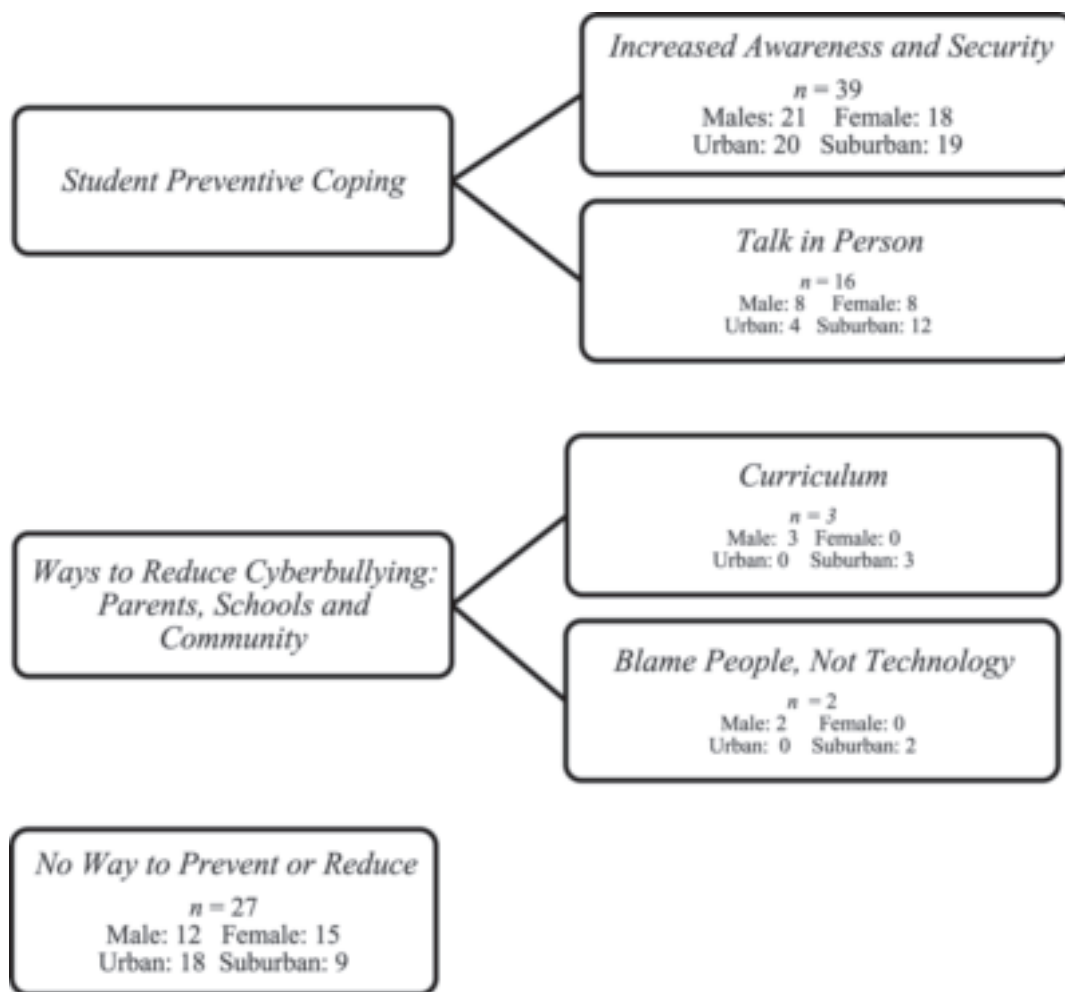 Increased Awareness and Security
n = 39
Males: 21 Female: 18
Urban: 20 Suburban: 19
Student Preventive Coping
Talk in Person
n = 16
Male: 8 Female: 8
Urban: 4 Suburban: 12
Curriculum
n = 3
Male: 3 Female: 0
Urban: 0 Suburban: 3
Ways to Reduce Cyberbullying:
Parents, Schools and
Community
Blame People, Not Technology
n = 2
Male: 2 Female: 0
Urban: 0 Suburban: 2
No Way to Prevent or Reduce
n = 27
Male: 12 Female: 15
Urban: 18 Suburban: 9